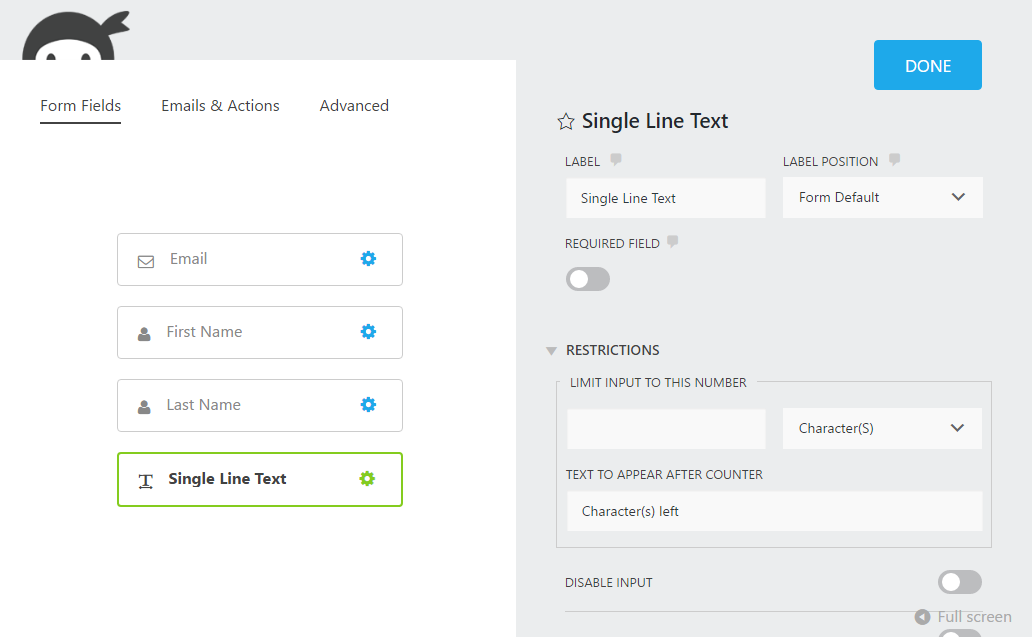 DONE
Form Fields Emails & Actions Advanced
Single Line Text
LABEL LABEL POSITION
Single Line Text Form Default
REQUIRED FIELD
Email
First Name
Last Name
Single Line Text
RESTRICTIONS
LIMIT INPUT TO THIS NUMBER
Character(S)
TEXT TO APPEAR AFTER COUNTER
Character(s) left
DISABLE INPUT
Full screen